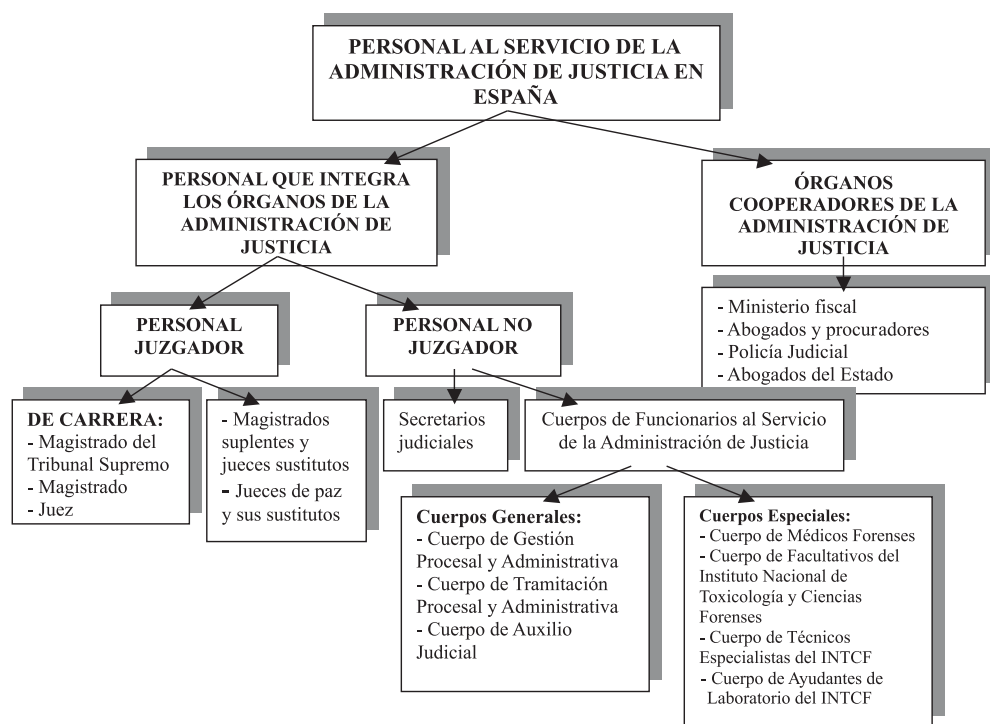 PERSONAL AL SERVICIO DE LA
ADMINISTRACIÓN DE JUSTICIA EN
ESPAÑA
PERSONAL QUE INTEGRA
LOS ÓRGANOS DE LA
ADMINISTRACIÓN DE
JUSTICIA
ÓRGANOS
COOPERADORES DE LA
ADMINISTRACIÓN DE
JUSTICIA
- Ministerio fiscal
- Abogados y procuradores
- Policía Judicial
- Abogados del Estado
PERSONAL
JUZGADOR
PERSONAL NO
JUZGADOR
DE CARRERA:
- Magistrado del
Tribunal Supremo
- Magistrado
- Juez
- Magistrados
suplentes y
jueces sustitutos
- Jueces de paz
y sus sustitutos
Secretarios
judiciales
Cuerpos de Funcionarios al Servicio
de la Administración de Justicia
Cuerpos Generales:
- Cuerpo de Gestión
Procesal y Administrativa
- Cuerpo de Tramitación
Procesal y Administrativa
- Cuerpo de Auxilio
Judicial
Cuerpos Especiales:
- Cuerpo de Médicos Forenses
- Cuerpo de Facultativos del
Instituto Nacional de
Toxicología y Ciencias
Forenses
- Cuerpo de Técnicos
Especialistas del INTCF
- Cuerpo de Ayudantes de
Laboratorio del INTCF